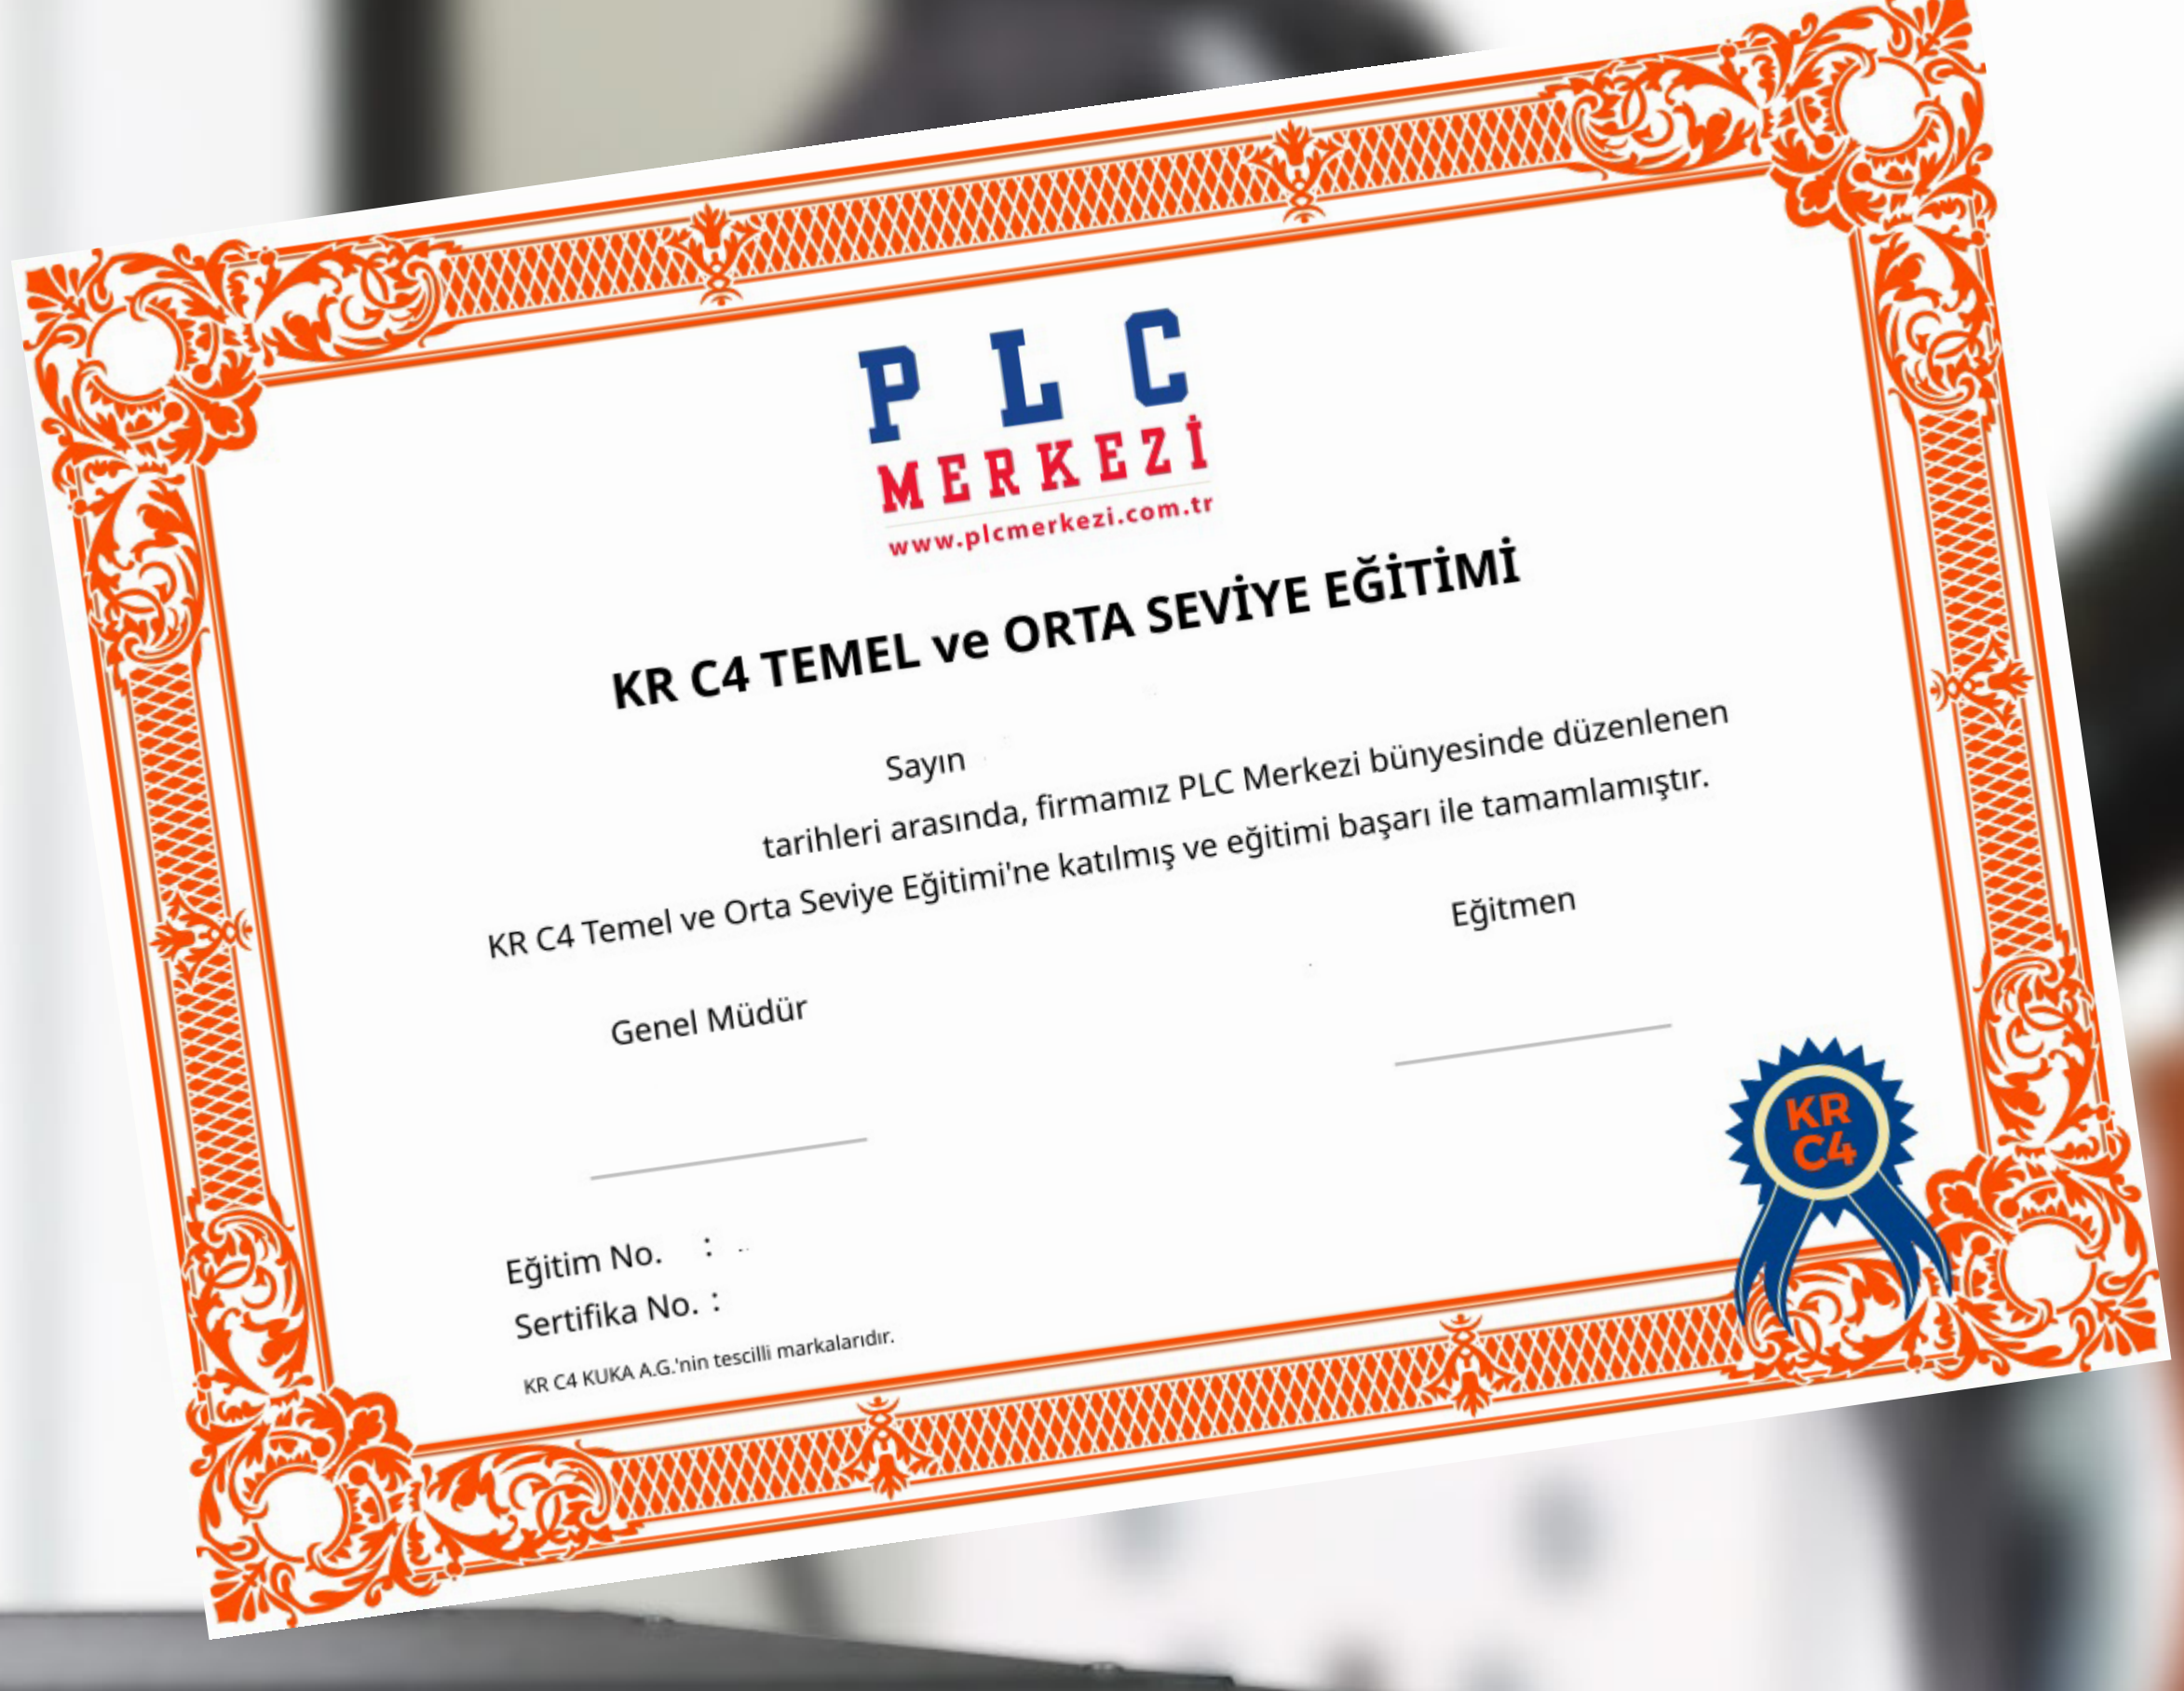 PLC
MERKEZİ
www.plcmerkezi.com.tr
KR C4 TEMEL ve ORTA SEVİYE EĞİTİMİ
Sayın
tarihleri arasında, firmamız PLC Merkezi bünyesinde düzenlenen
KR C4 Temel ve Orta Seviye Eğitimi'ne katılmış ve eğitimi başarı ile tamamlamıştır.
Genel Müdür
Eğitmen
Eğitim No. :
Sertifika No. :
KR C4 KUKA A.G.'nin tescilli markalarıdır.
KR
C4